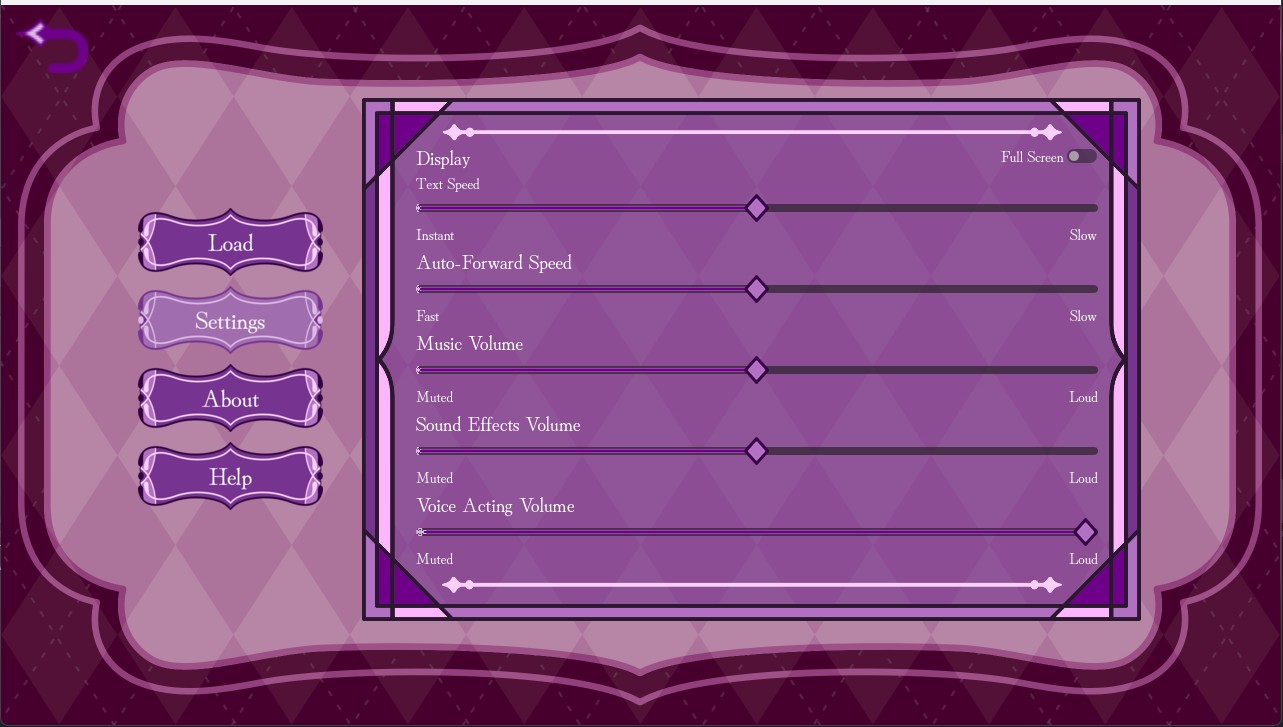 Load
Settings
About
Help
Display
Full Screen
Text Speed
Instant
Slow
Auto-Forward Speed
Fast
Slow
Music Volume
Muted
Loud
Sound Effects Volume
Muted
Loud
Voice Acting Volume
Muted
Loud